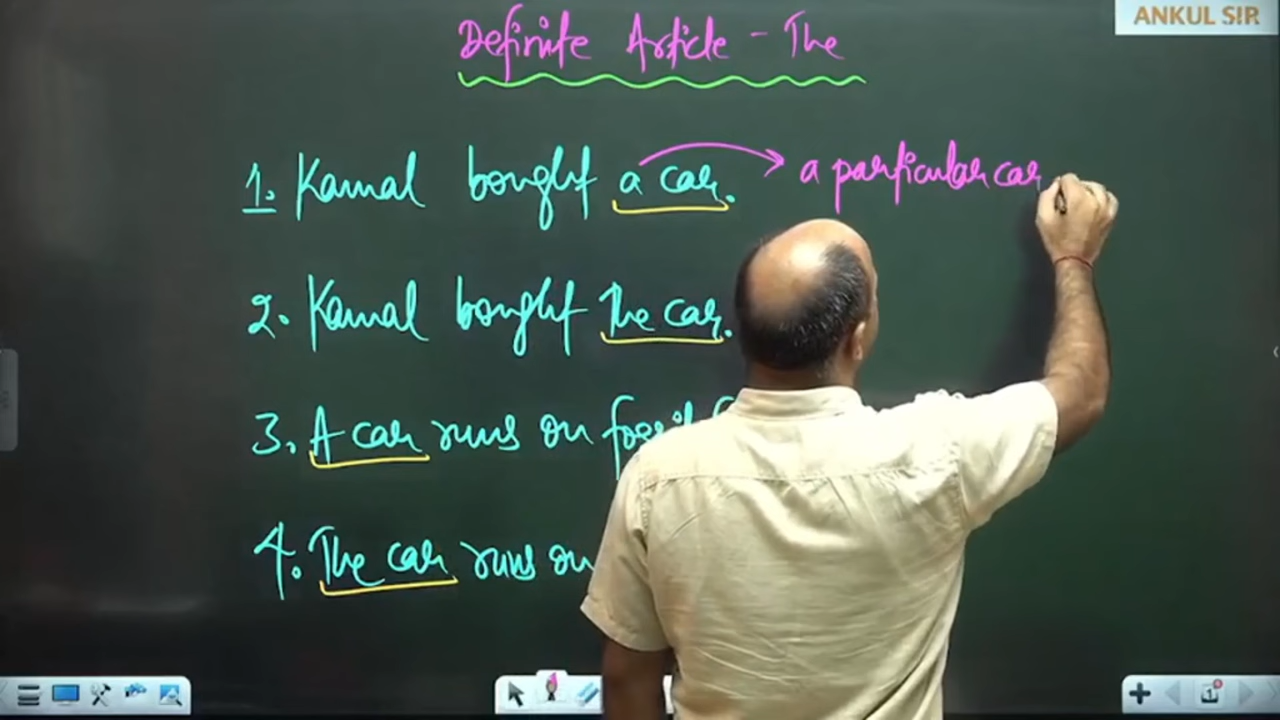 ANKUL SIR
Definite Article - The
1. Kamal bought a car. → a particular car
2. Kamal bought the car.
3. A car runs on fossil
4. The car runs on